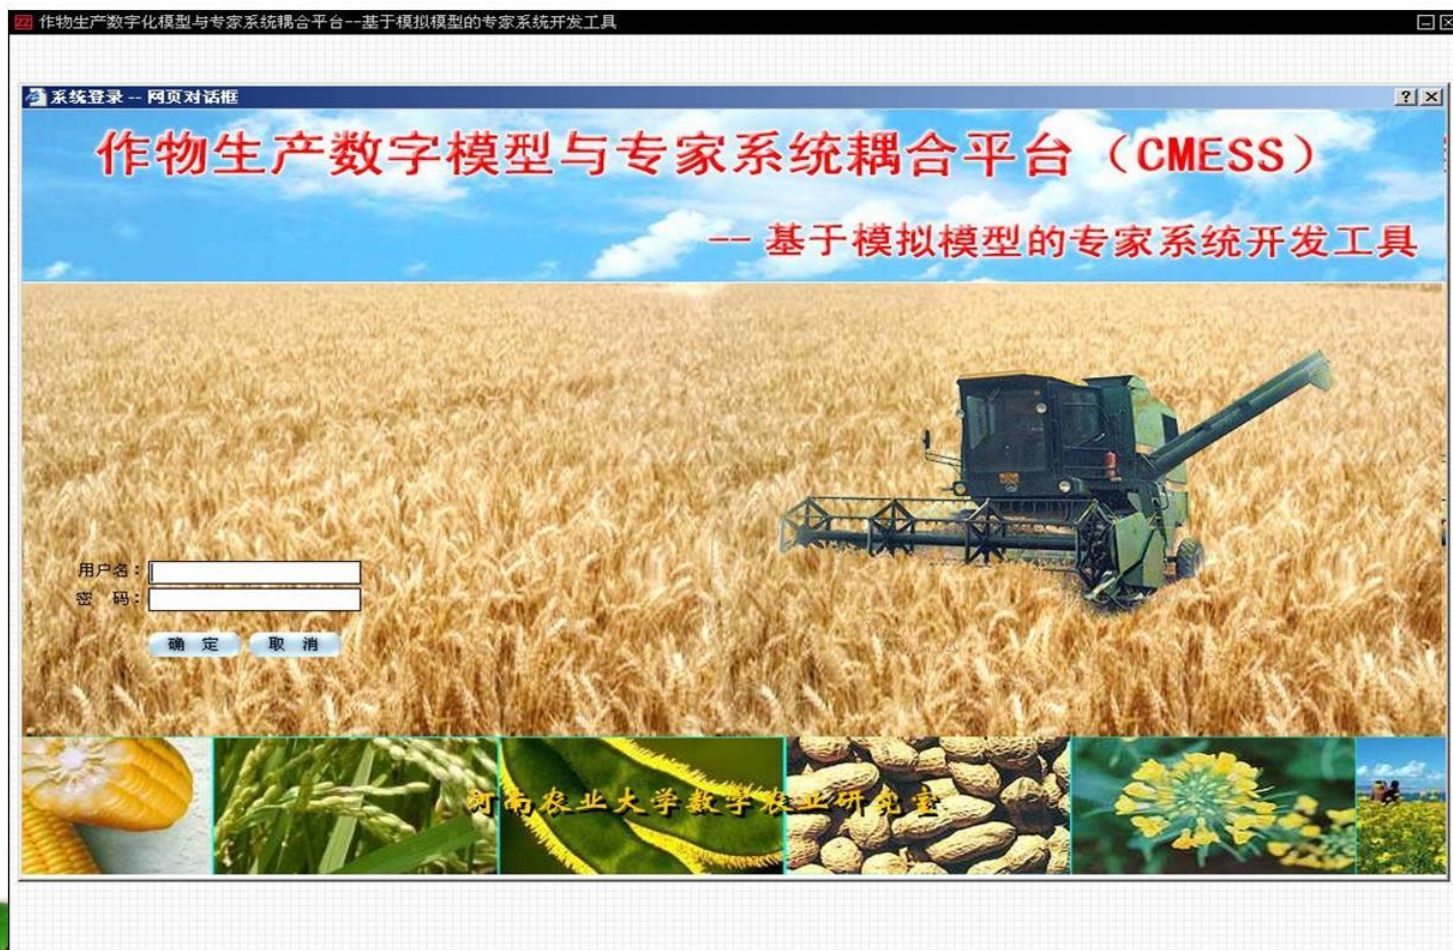 作物生产数字化模型与专家系统耦合平台--基于模拟模型的专家系统开发工具
系统登录 -- 网页对话框
作物生产数字模型与专家系统耦合平台（CMESS）
-- 基于模拟模型的专家系统开发工具
用户名：
密 码：
确 定 取 消
河南农业大学数字农业研究室